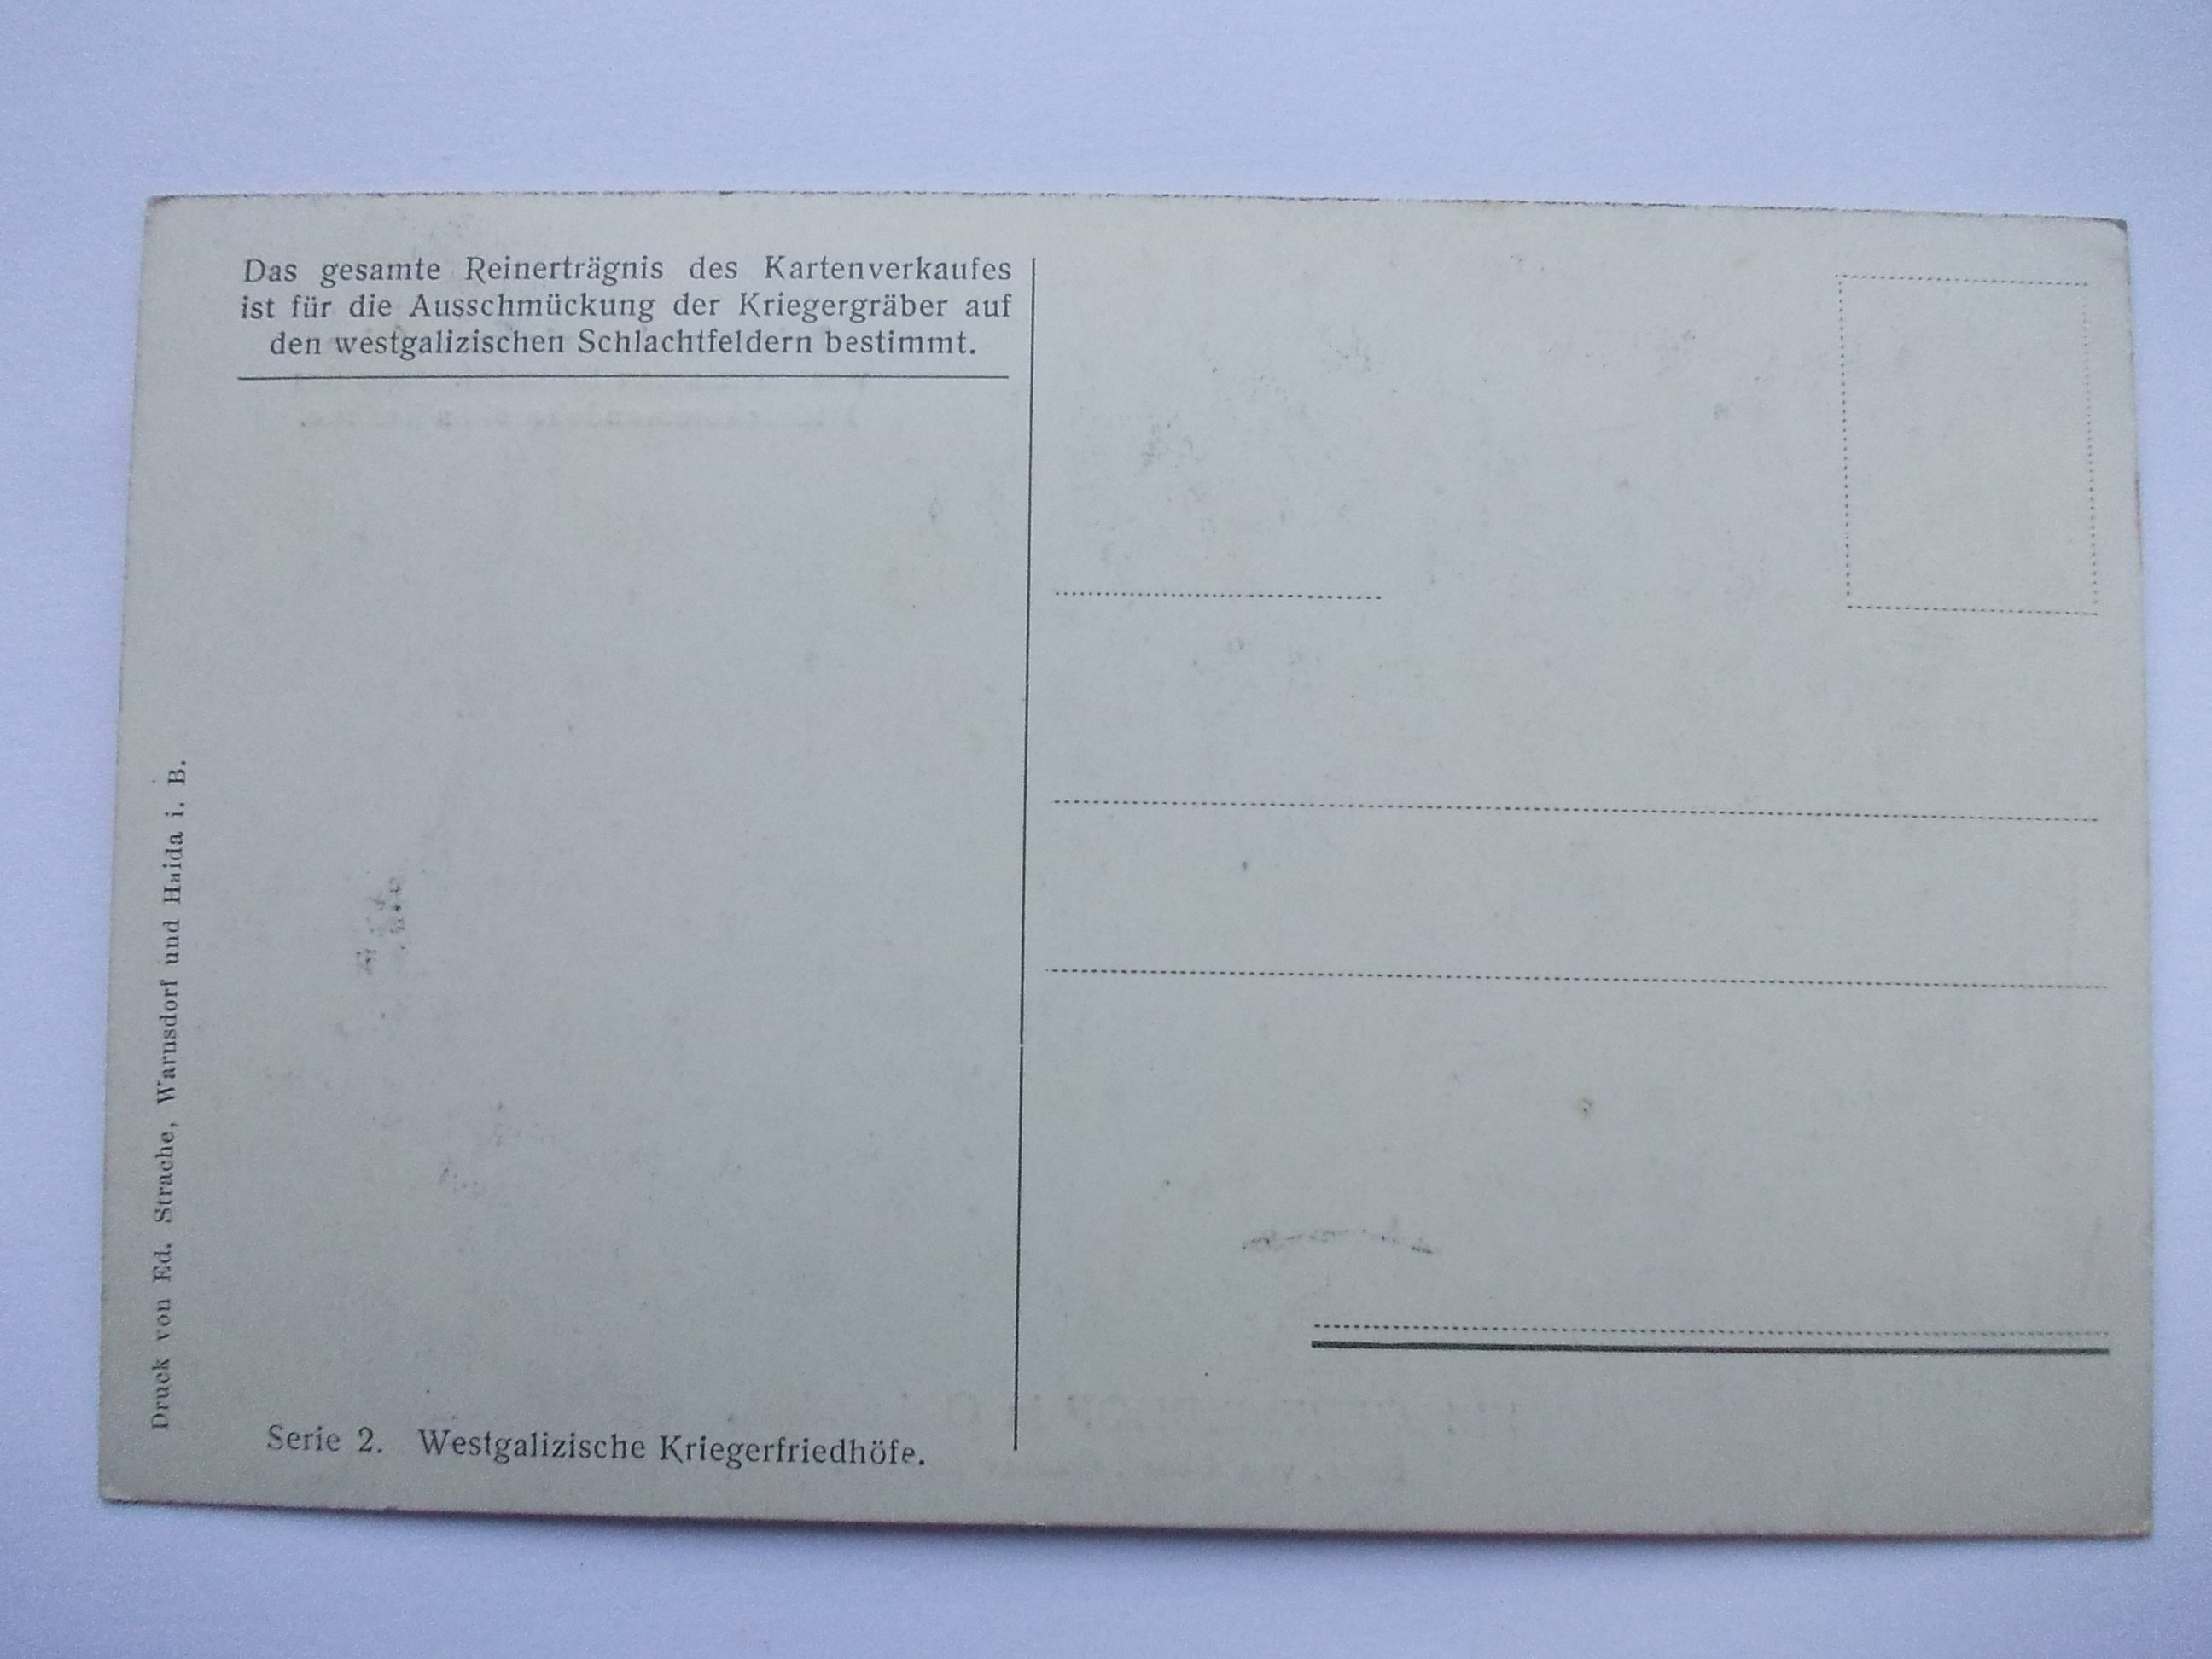 Das gesamte Reinerträgnis des Kartenverkaufes
ist für die Ausschmückung der Kriegergräber auf
den westgalizischen Schlachtfeldern bestimmt.
Druck von Ed. Strache, Warnsdorf und Haida i. B.
Serie 2. Westgalizische Kriegerfriedhöfe.